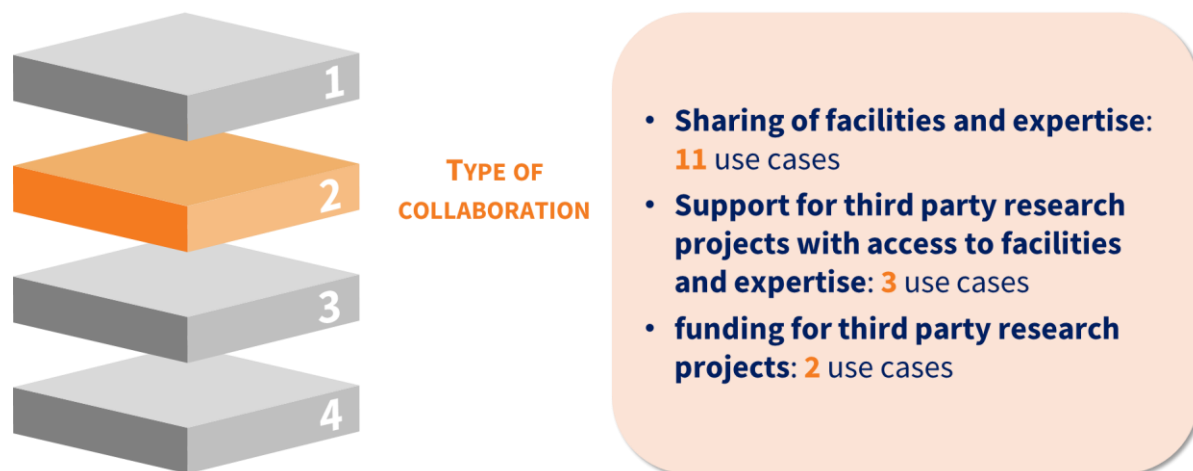 1
2
3
4
TYPE OF
COLLABORATION
• Sharing of facilities and expertise:
11 use cases
• Support for third party research
projects with access to facilities
and expertise: 3 use cases
• funding for third party research
projects: 2 use cases